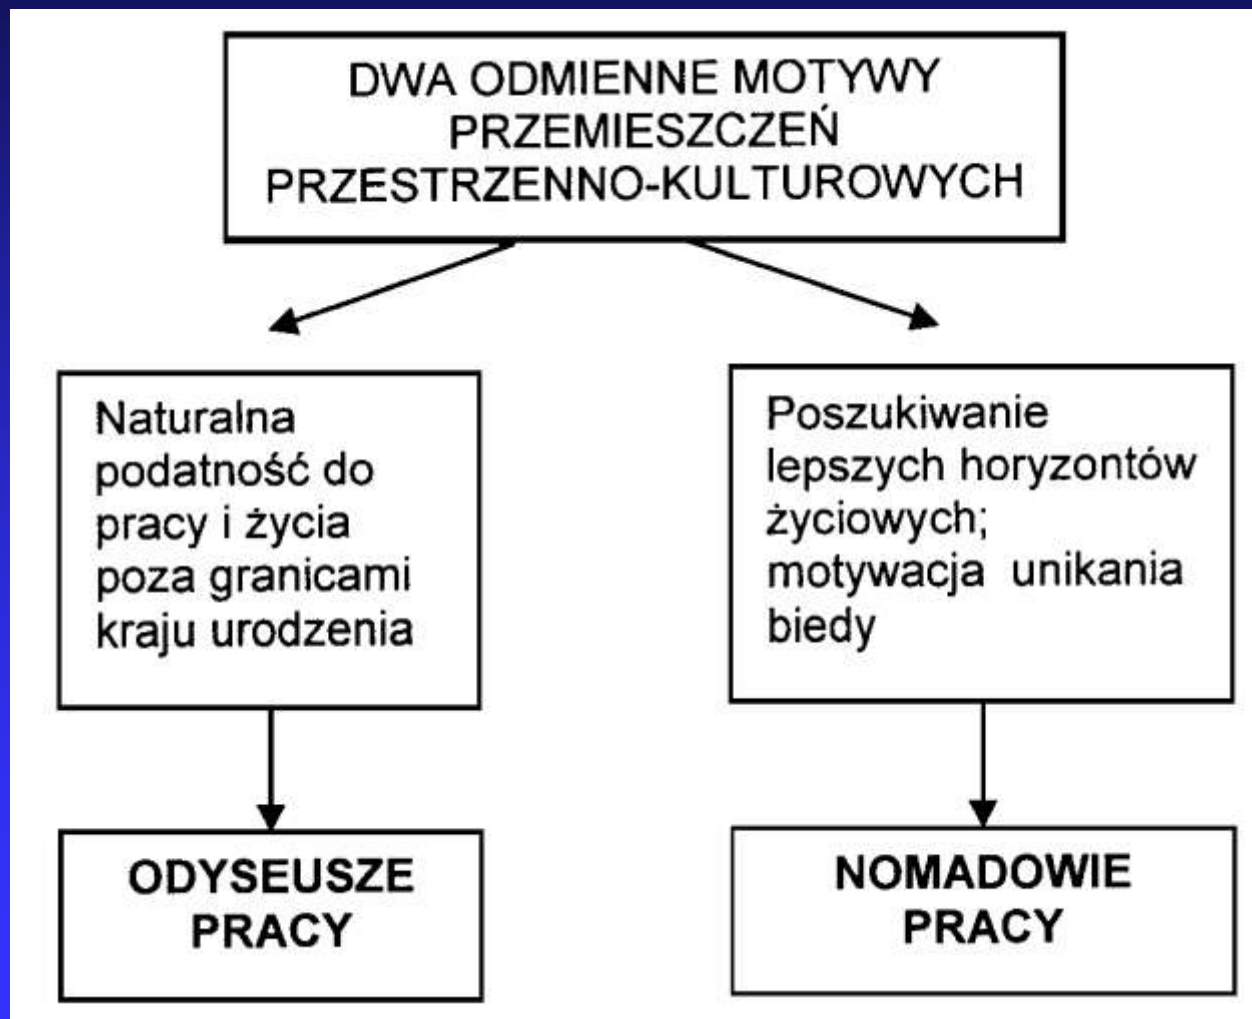 DWA ODMIENNE MOTYWY
PRZEMIESZCZEŃ
PRZESTRZENNO-KULTUROWYCH
Naturalna
podatność do
pracy i życia
poza granicami
kraju urodzenia
Poszukiwanie
lepszych horyzontów
życiowych;
motywacja unikania
biedy
ODYSEUSZE
PRACY
NOMADOWIE
PRACY